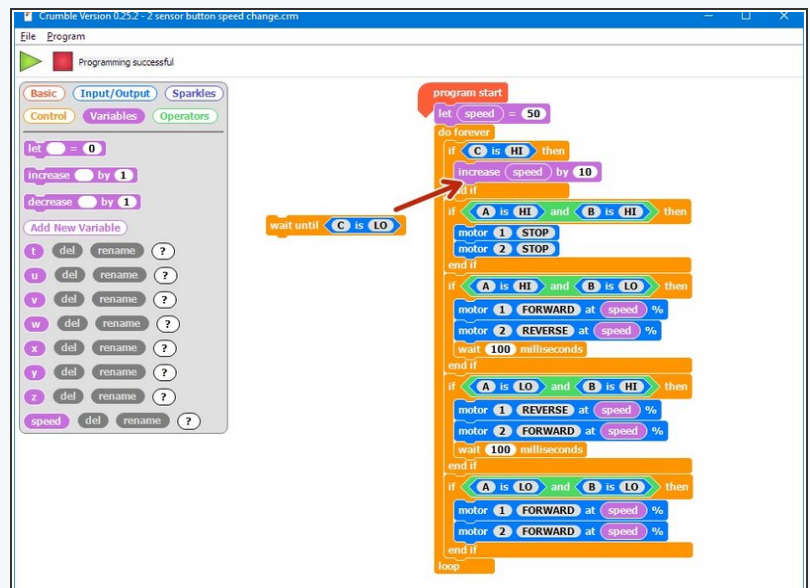 Crumble Version 0.25.2 - 2 sensor button speed change.crm
File Program
Programming successful
Basic Input/Output Sparkles
Control Variables Operators
let = 0
increase by 1
decrease by 1
Add New Variable
t del rename ?
u del rename ?
v del rename ?
w del rename ?
x del rename ?
y del rename ?
z del rename ?
speed del rename ?
wait until C is LO
program start
let speed = 50
do forever
if C is HI then
increase speed by 10
end if
if A is HI and B is HI then
motor 1 STOP
motor 2 STOP
end if
if A is HI and B is LO then
motor 1 FORWARD at speed %
motor 2 REVERSE at speed %
wait 100 milliseconds
end if
if A is LO and B is HI then
motor 1 REVERSE at speed %
motor 2 FORWARD at speed %
wait 100 milliseconds
end if
if A is LO and B is LO then
motor 1 FORWARD at speed %
motor 2 FORWARD at speed %
end if
loop